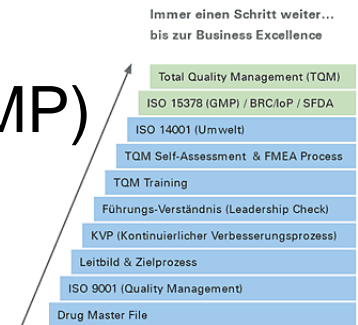 Immer einen Schritt weiter...
bis zur Business Excellence
MP)
Total Quality Management (TQM)
ISO 15378 (GMP) / BRC/IoP / SFDA
ISO 14001 (Umwelt)
TQM Self-Assessment & FMEA Process
TQM Training
Führungs-Verständnis (Leadership Check)
KVP (Kontinuierlicher Verbesserungsprozess)
Leitbild & Zielprozess
ISO 9001 (Quality Management)
Drug Master File